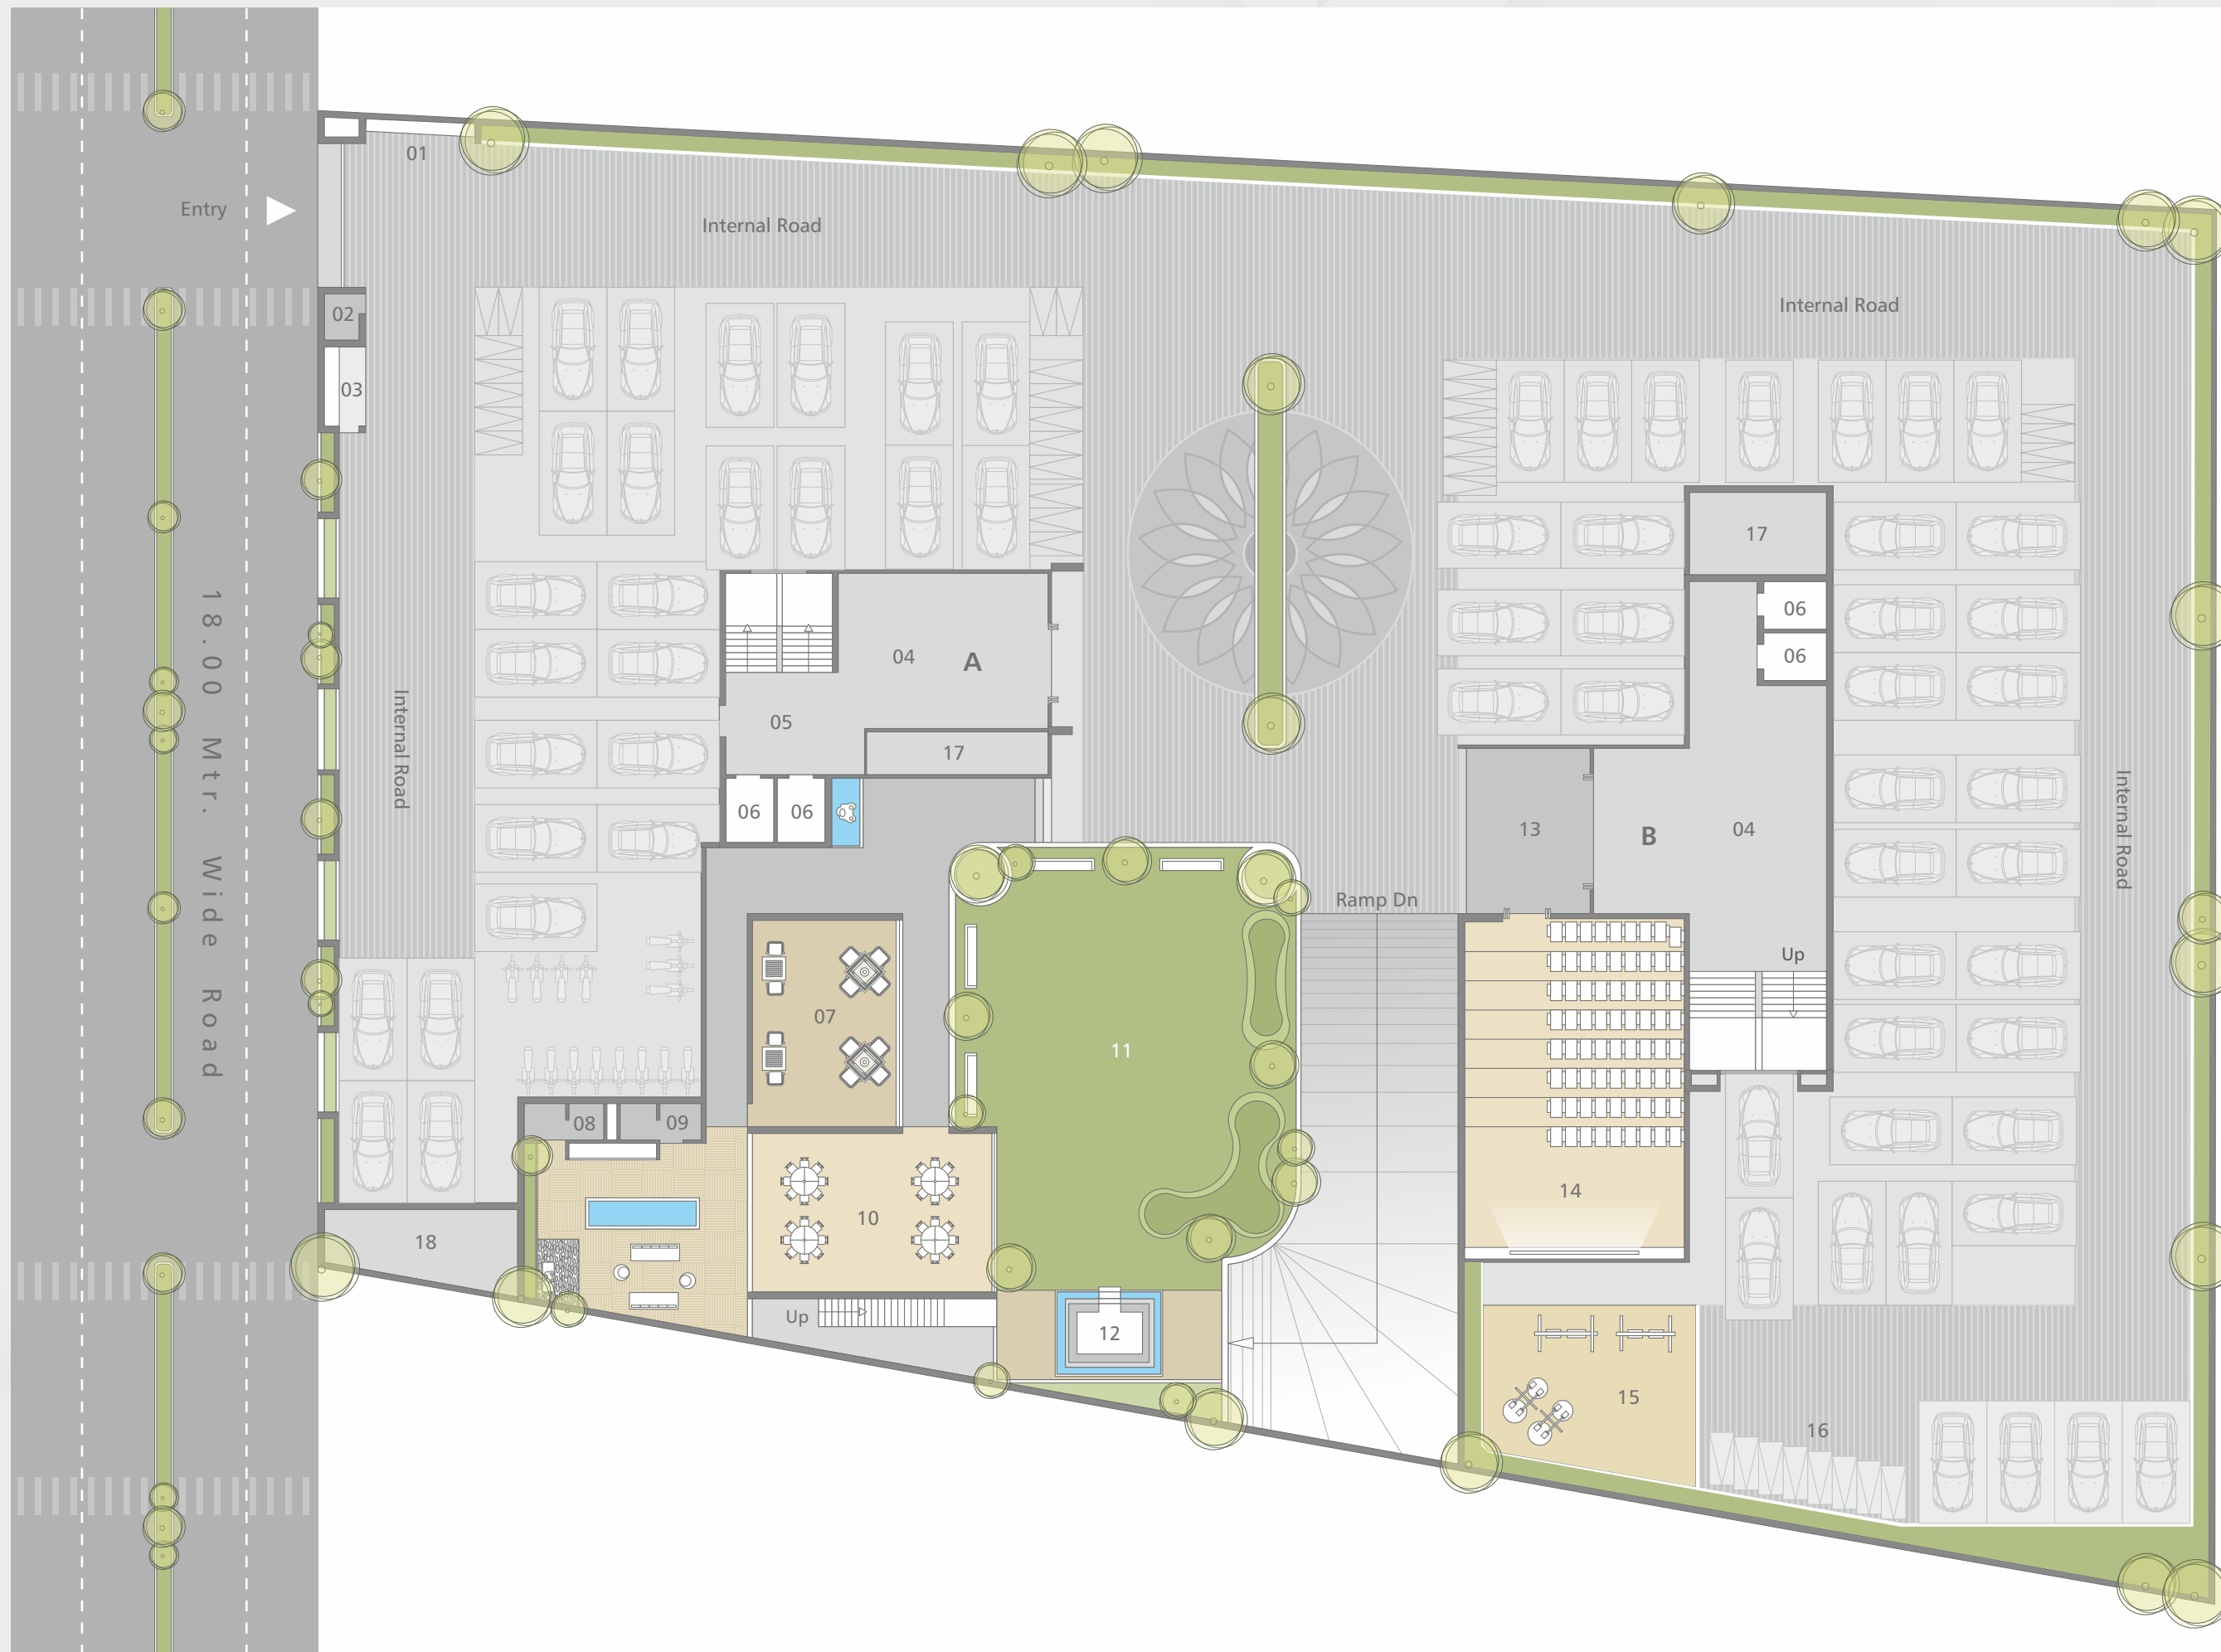 01
Entry
Internal Road
Internal Road
02
03
17
06
06
18.00 Mtr. Wide Road
Internal Road
04
A
05
17
06
06
13
B
04
Internal Road
Ramp Dn
Up
07
11
08
09
14
10
18
Up
12
15
16